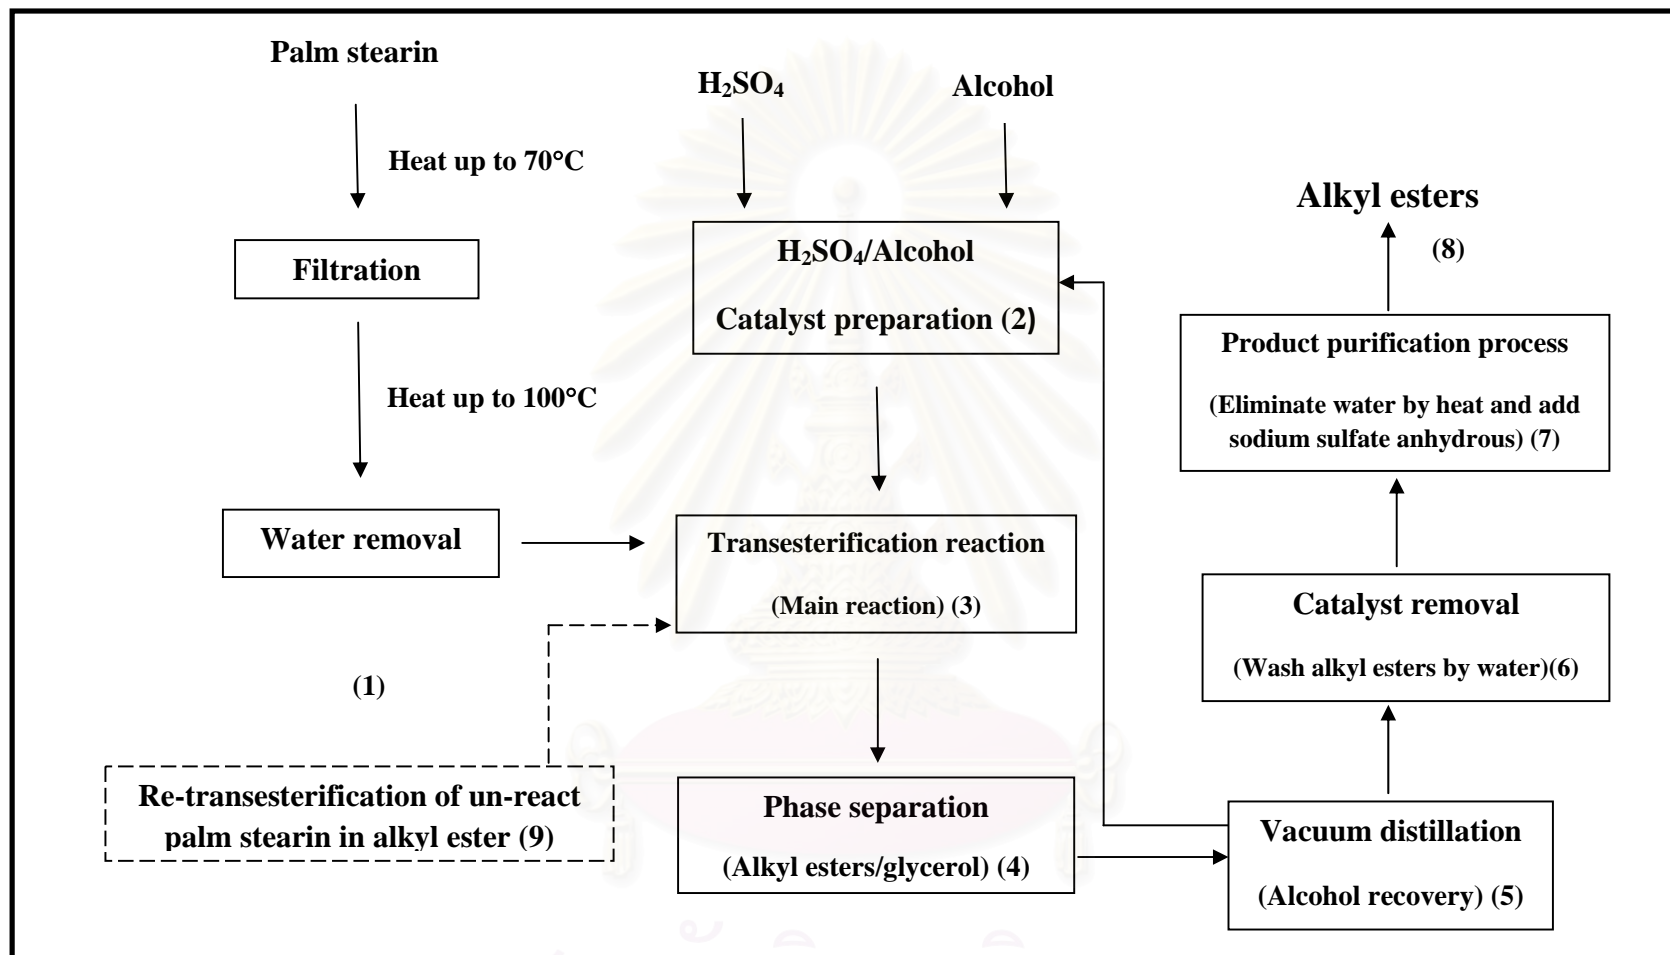 Palm stearin
Heat up to 70°C
Filtration
Heat up to 100°C
Water removal
(1)
Re-transesterification of un-react
palm stearin in alkyl ester (9)
H₂SO₄
Alcohol
H₂SO₄/Alcohol
Catalyst preparation (2)
Transesterification reaction
(Main reaction) (3)
Phase separation
(Alkyl esters/glycerol) (4)
Alkyl esters
(8)
Product purification process
(Eliminate water by heat and add
sodium sulfate anhydrous) (7)
Catalyst removal
(Wash alkyl esters by water)(6)
Vacuum distillation
(Alcohol recovery) (5)